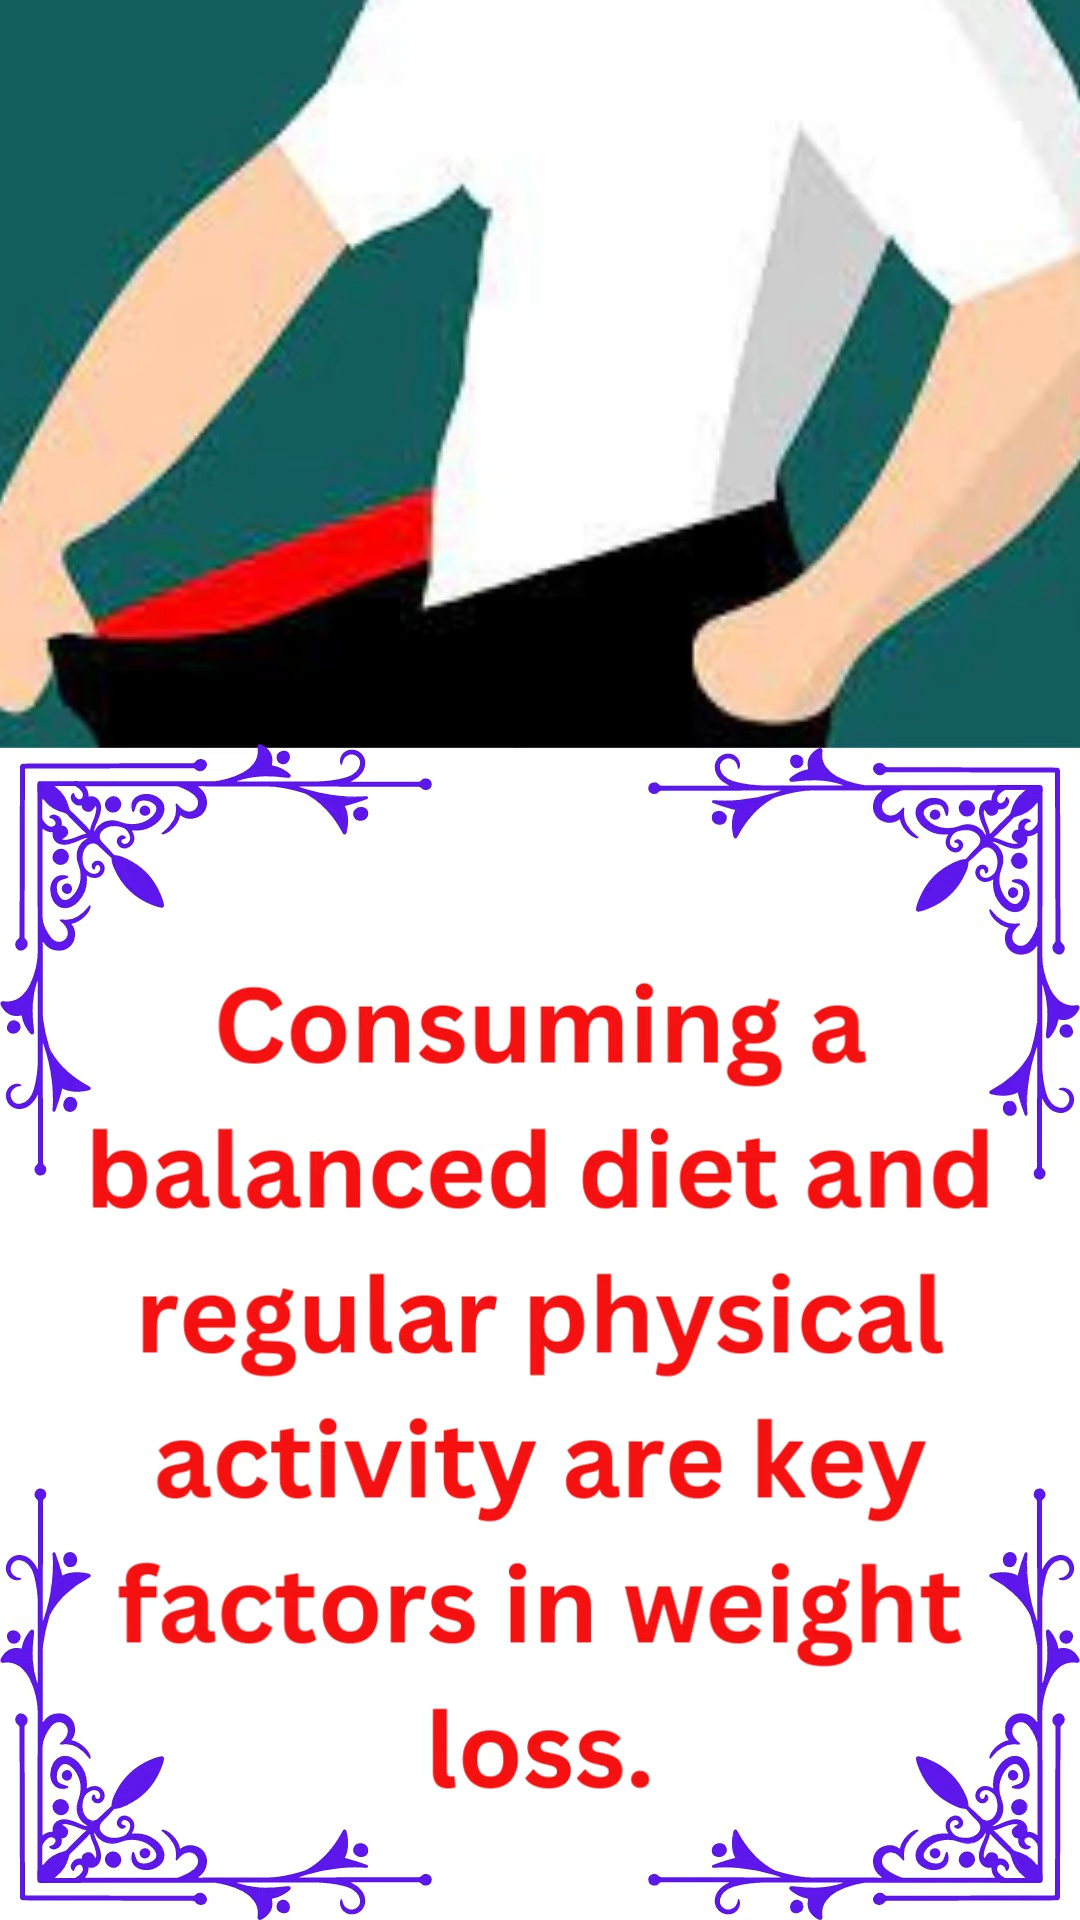 Consuming a
balanced diet and
regular physical
activity are key
factors in weight
loss.